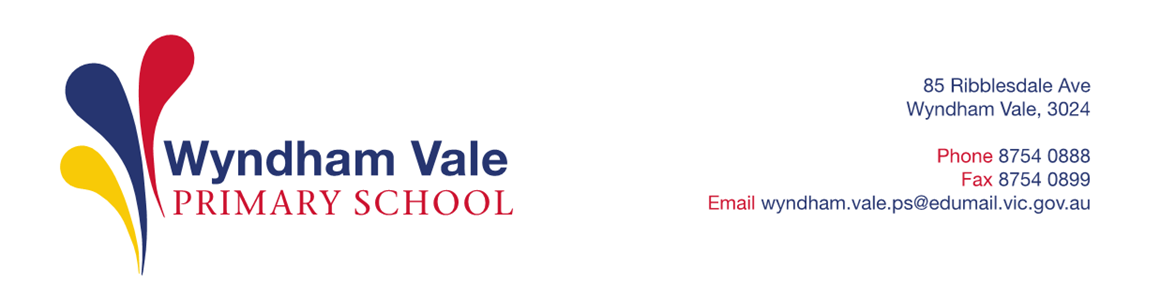 Wyndham Vale
PRIMARY SCHOOL
85 Ribblesdale Ave
Wyndham Vale, 3024
Phone 8754 0888
Fax 8754 0899
Email wyndham.vale.ps@edumail.vic.gov.au